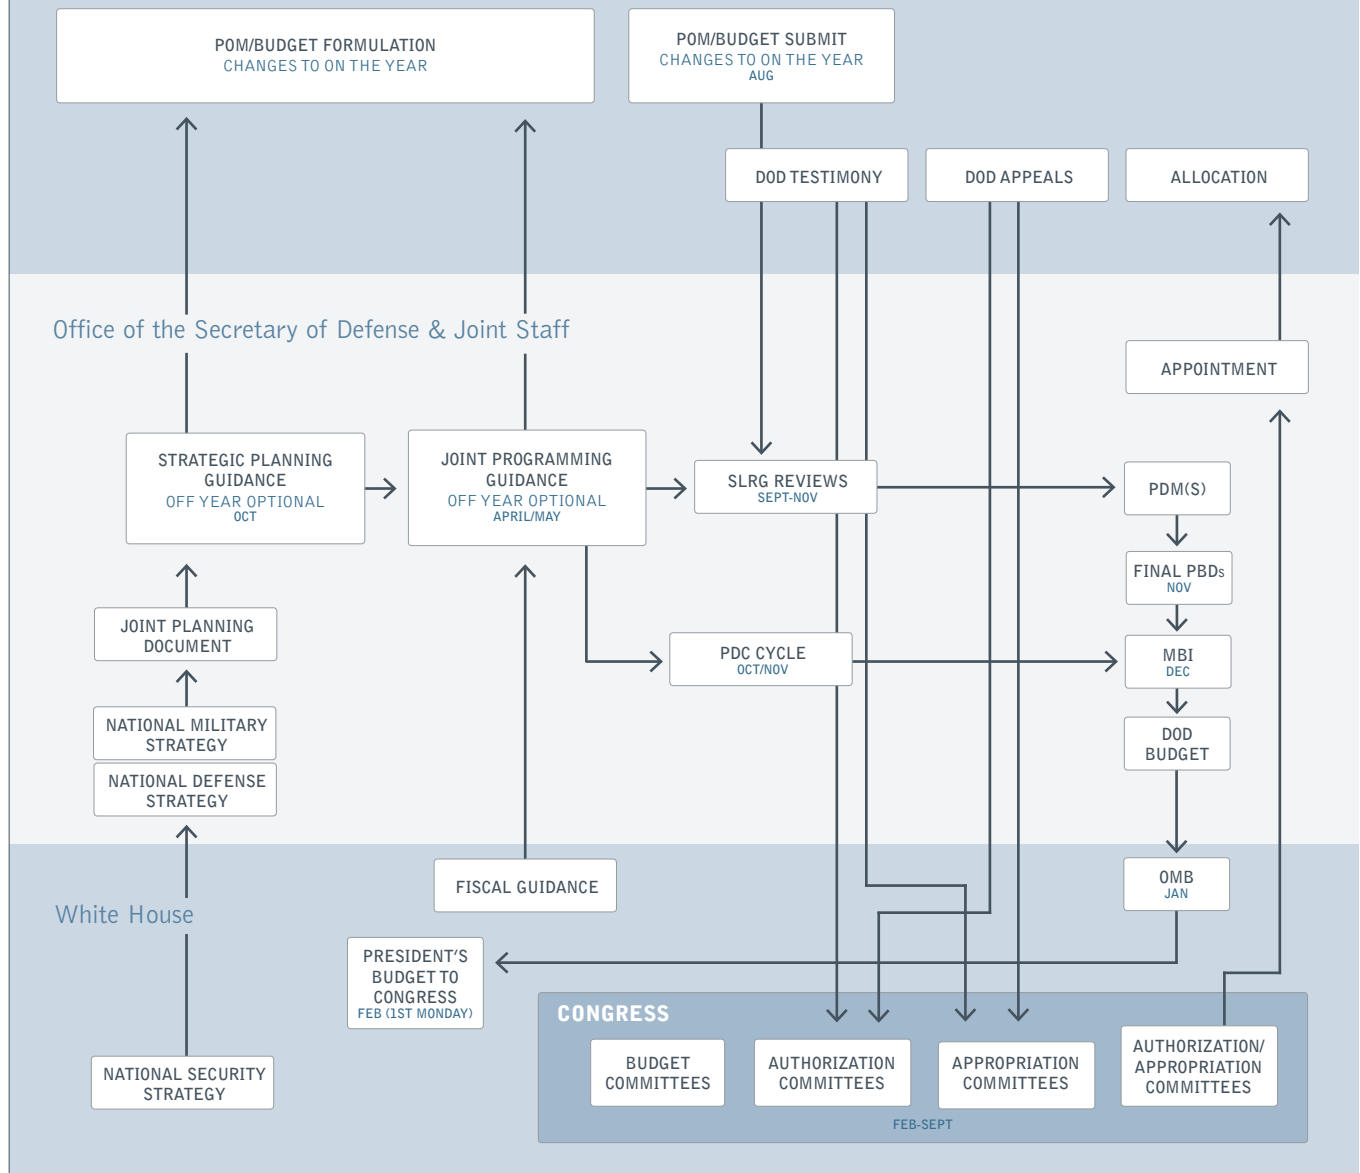 POM/BUDGET FORMULATION
CHANGES TO ON THE YEAR
POM/BUDGET SUBMIT
CHANGES TO ON THE YEAR
AUG
DOD TESTIMONY
DOD APPEALS
ALLOCATION
Office of the Secretary of Defense & Joint Staff
APPOINTMENT
STRATEGIC PLANNING
GUIDANCE
OFF YEAR OPTIONAL
OCT
JOINT PROGRAMMING
GUIDANCE
OFF YEAR OPTIONAL
APRIL/MAY
SLRG REVIEWS
SEPT-NOV
PDM(S)
FINAL PBDs
NOV
JOINT PLANNING
DOCUMENT
PDC CYCLE
OCT/NOV
MBI
DEC
NATIONAL MILITARY
STRATEGY
DOD
BUDGET
NATIONAL DEFENSE
STRATEGY
FISCAL GUIDANCE
OMB
JAN
White House
PRESIDENT'S
BUDGET TO
CONGRESS
FEB (1ST MONDAY)
CONGRESS
NATIONAL SECURITY
STRATEGY
BUDGET
COMMITTEES
AUTHORIZATION
COMMITTEES
APPROPRIATION
COMMITTEES
AUTHORIZATION/
APPROPRIATION
COMMITTEES
FEB-SEPT